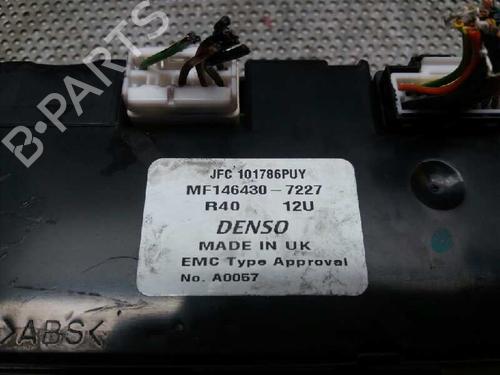 B-PARTS
JFC 101786PUY
MF146430-7227
R40 12U
DENSO
MADE IN UK
EMC Type Approval
No. A0057
>ABS<